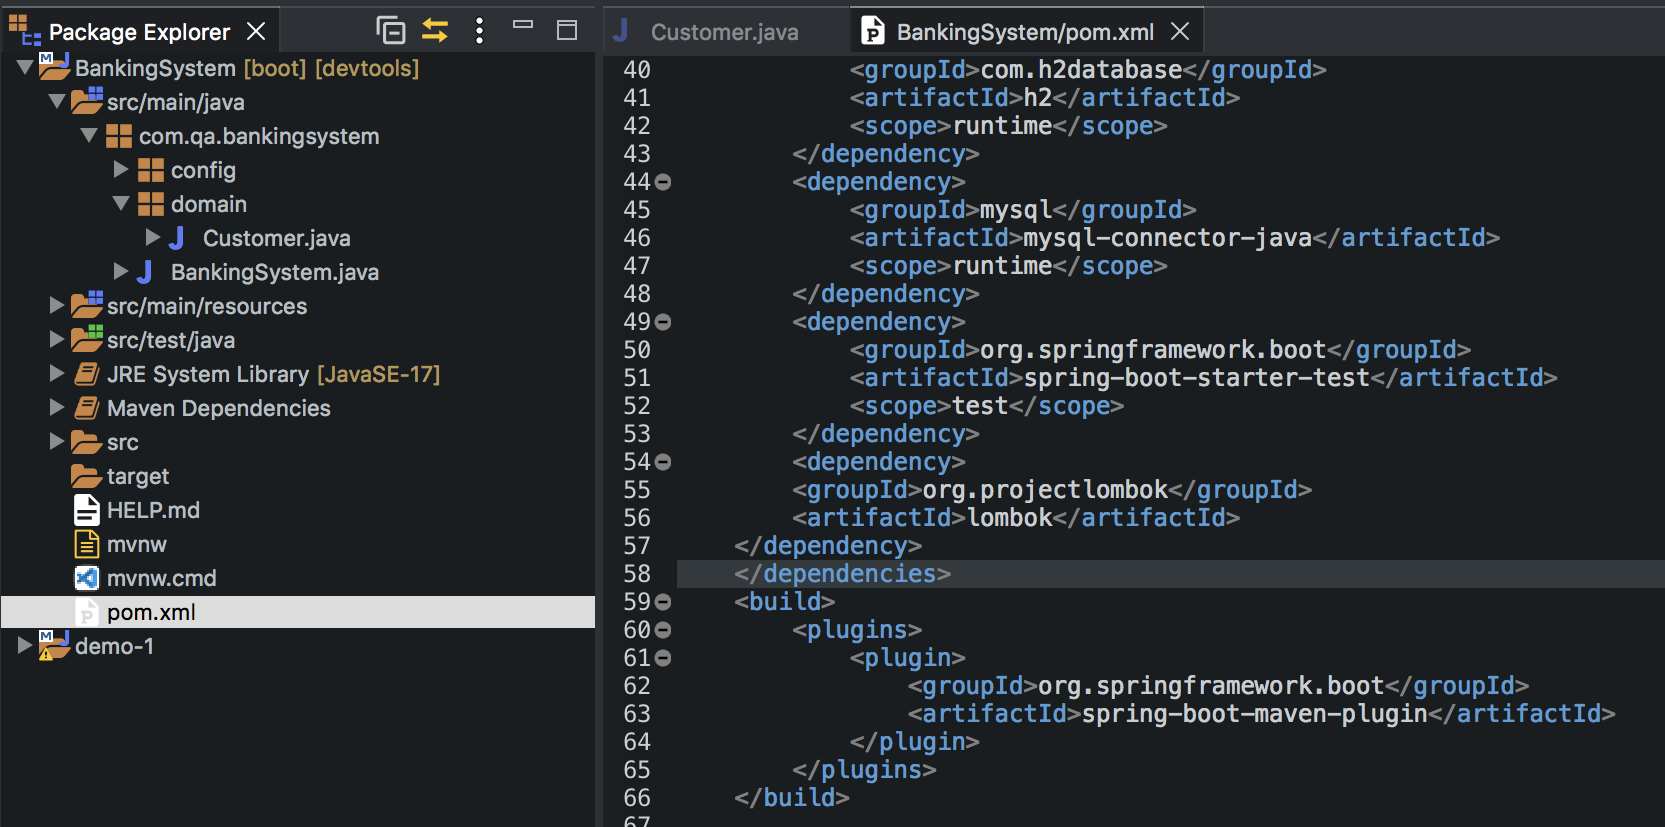 Package Explorer
BankingSystem [boot] [devtools]
src/main/java
com.qa.bankingsystem
config
domain
Customer.java
BankingSystem.java
src/main/resources
src/test/java
JRE System Library [JavaSE-17]
Maven Dependencies
src
target
HELP.md
mvnw
mvnw.cmd
pom.xml
demo-1
Customer.java
BankingSystem/pom.xml
40 <groupId>com.h2database</groupId>
41 <artifactId>h2</artifactId>
42 <scope>runtime</scope>
43 </dependency>
44 <dependency>
45 <groupId>mysql</groupId>
46 <artifactId>mysql-connector-java</artifactId>
47 <scope>runtime</scope>
48 </dependency>
49 <dependency>
50 <groupId>org.springframework.boot</groupId>
51 <artifactId>spring-boot-starter-test</artifactId>
52 <scope>test</scope>
53 </dependency>
54 <dependency>
55 <groupId>org.projectlombok</groupId>
56 <artifactId>lombok</artifactId>
57 </dependency>
58 </dependencies>
59 <build>
60 <plugins>
61 <plugin>
62 <groupId>org.springframework.boot</groupId>
63 <artifactId>spring-boot-maven-plugin</artifactId>
64 </plugin>
65 </plugins>
66 </build>
67